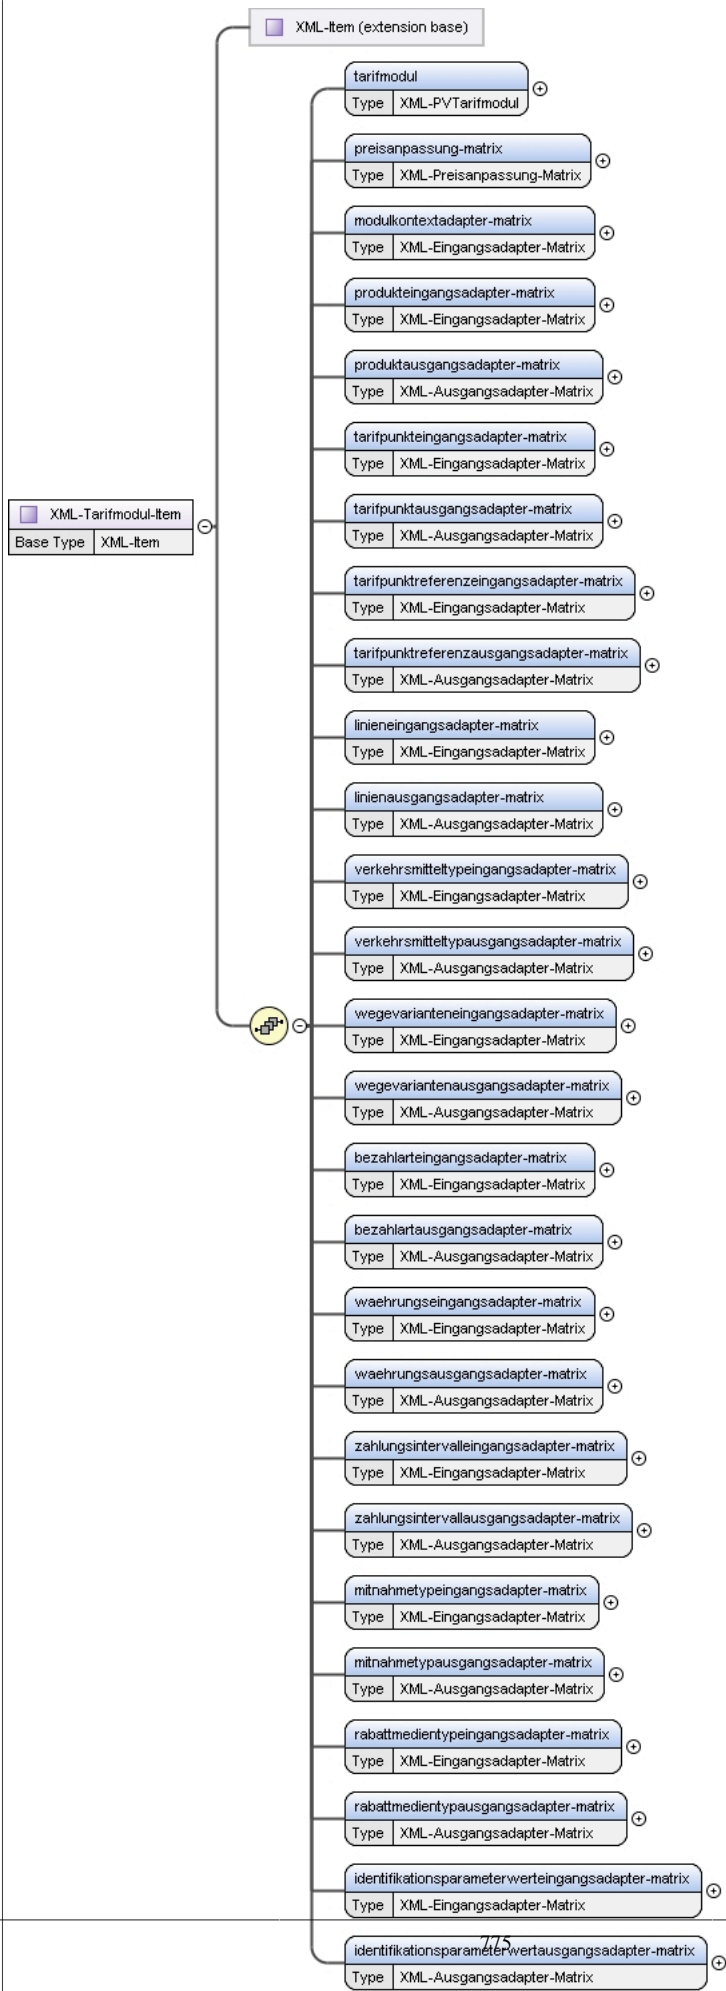 XML-Item (extension base)
tarifmodul
Type XML-PVTarifmodul
preisanpassung-matrix
Type XML-Preisanpassung-Matrix
modulkontextadapter-matrix
Type XML-Eingangsadapter-Matrix
produkteingangsadapter-matrix
Type XML-Eingangsadapter-Matrix
produktausgangsadapter-matrix
Type XML-Ausgangsadapter-Matrix
tarifpunkteingangsadapter-matrix
Type XML-Eingangsadapter-Matrix
XML-Tarifmodul-Item
Base Type XML-Item
tarifpunktausgangsadapter-matrix
Type XML-Ausgangsadapter-Matrix
tarifpunktreferenzeingangsadapter-matrix
Type XML-Eingangsadapter-Matrix
tarifpunktreferenzausgangsadapter-matrix
Type XML-Ausgangsadapter-Matrix
linieneingangsadapter-matrix
Type XML-Eingangsadapter-Matrix
linienausgangsadapter-matrix
Type XML-Ausgangsadapter-Matrix
verkehrsmitteltypeingangsadapter-matrix
Type XML-Eingangsadapter-Matrix
verkehrsmitteltypausgangsadapter-matrix
Type XML-Ausgangsadapter-Matrix
wegevarianteneingangsadapter-matrix
Type XML-Eingangsadapter-Matrix
wegevariantenausgangsadapter-matrix
Type XML-Ausgangsadapter-Matrix
bezahlarteingangsadapter-matrix
Type XML-Eingangsadapter-Matrix
bezahlartausgangsadapter-matrix
Type XML-Ausgangsadapter-Matrix
waehrungseingangsadapter-matrix
Type XML-Eingangsadapter-Matrix
waehrungsausgangsadapter-matrix
Type XML-Ausgangsadapter-Matrix
zahlungsintervalleingangsadapter-matrix
Type XML-Eingangsadapter-Matrix
zahlungsintervallausgangsadapter-matrix
Type XML-Ausgangsadapter-Matrix
mitnahmetypeingangsadapter-matrix
Type XML-Eingangsadapter-Matrix
mitnahmetypausgangsadapter-matrix
Type XML-Ausgangsadapter-Matrix
rabattmedientypeingangsadapter-matrix
Type XML-Eingangsadapter-Matrix
rabattmedientypausgangsadapter-matrix
Type XML-Ausgangsadapter-Matrix
identifikationsparameterwerteingangsadapter-matrix
Type XML-Eingangsadapter-Matrix
775
identifikationsparameterwertausgangsadapter-matrix
Type XML-Ausgangsadapter-Matrix